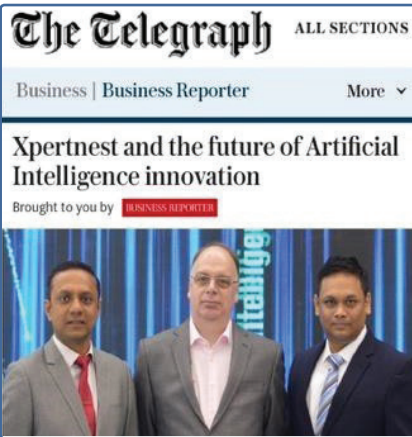 The Telegraph
ALL SECTIONS
Business | Business Reporter
More
Xpertnest and the future of Artificial
Intelligence innovation
Brought to you by BUSINESS REPORTER